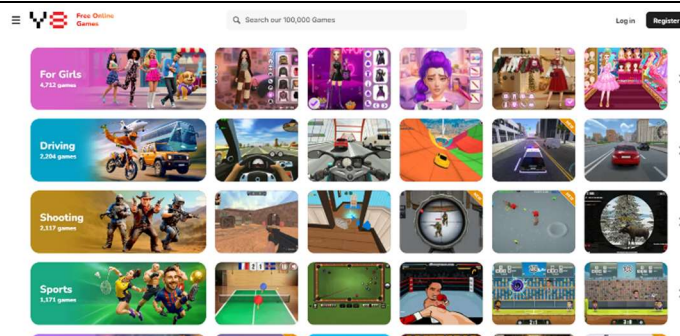 Y8
Free Online
Games
Search our 100,000 Games
Log in
Register
For Girls
4,712 games
Driving
2,204 games
Shooting
2,117 games
Sports
1,171 games